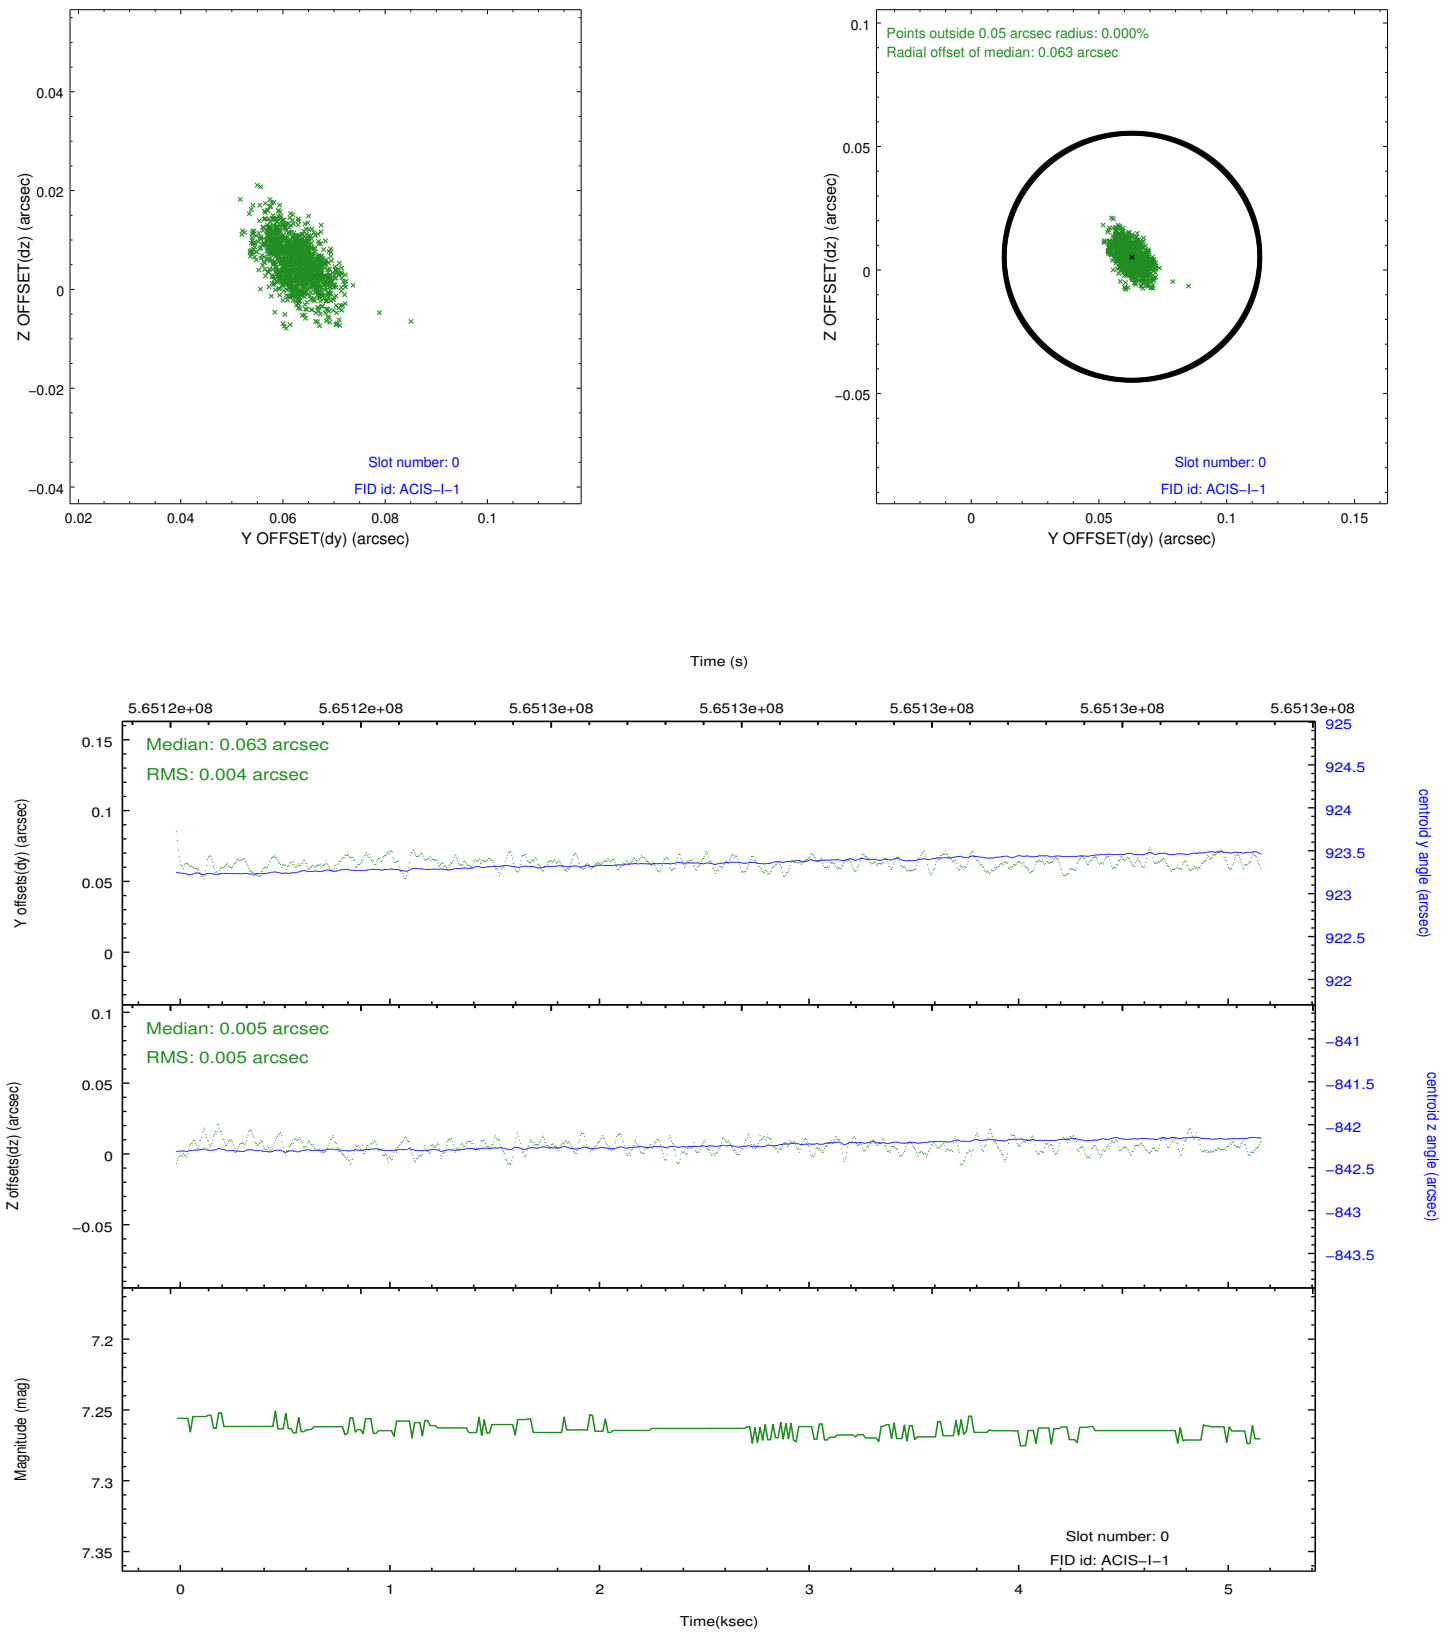 0.04
0.02
0
−0.02
−0.04
Z OFFSET(dz) (arcsec)
Slot number: 0
FID id: ACIS−I−1
0.02 0.04 0.06 0.08 0.1
Y OFFSET(dy) (arcsec)
Points outside 0.05 arcsec radius: 0.000%
Radial offset of median: 0.063 arcsec
0.1
0.05
0
−0.05
Z OFFSET(dz) (arcsec)
Slot number: 0
FID id: ACIS−I−1
0 0.05 0.1 0.15
Y OFFSET(dy) (arcsec)
Time (s)
5.6512e+08 5.6512e+08 5.6513e+08 5.6513e+08 5.6513e+08 5.6513e+08 5.6513e+08
Median: 0.063 arcsec
RMS: 0.004 arcsec
0.15
0.1
0.05
0
Y offsets(dy) (arcsec)
925
924.5
924
923.5
923
922.5
922
centroid y angle (arcsec)
Median: 0.005 arcsec
RMS: 0.005 arcsec
0.1
0.05
0
−0.05
Z offsets(dz) (arcsec)
−841
−841.5
−842
−842.5
−843
−843.5
centroid z angle (arcsec)
7.2
7.25
7.3
7.35
Magnitude (mag)
Slot number: 0
FID id: ACIS−I−1
0 1 2 3 4 5
Time(ksec)